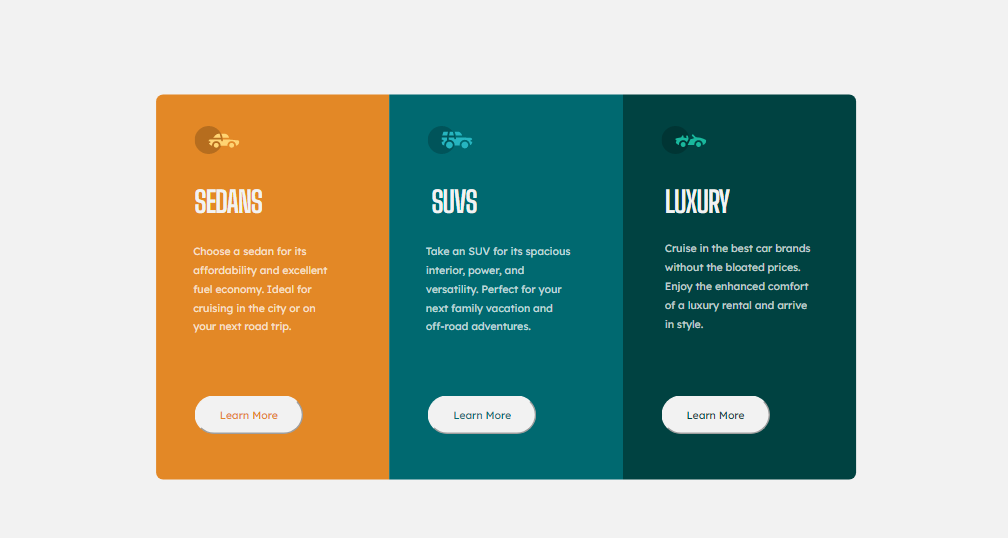 SEDANS
Choose a sedan for its
affordability and excellent
fuel economy. Ideal for
cruising in the city or on
your next road trip.
Learn More
SUVS
Take an SUV for its spacious
interior, power, and
versatility. Perfect for your
next family vacation and
off-road adventures.
Learn More
LUXURY
Cruise in the best car brands
without the bloated prices.
Enjoy the enhanced comfort
of a luxury rental and arrive
in style.
Learn More